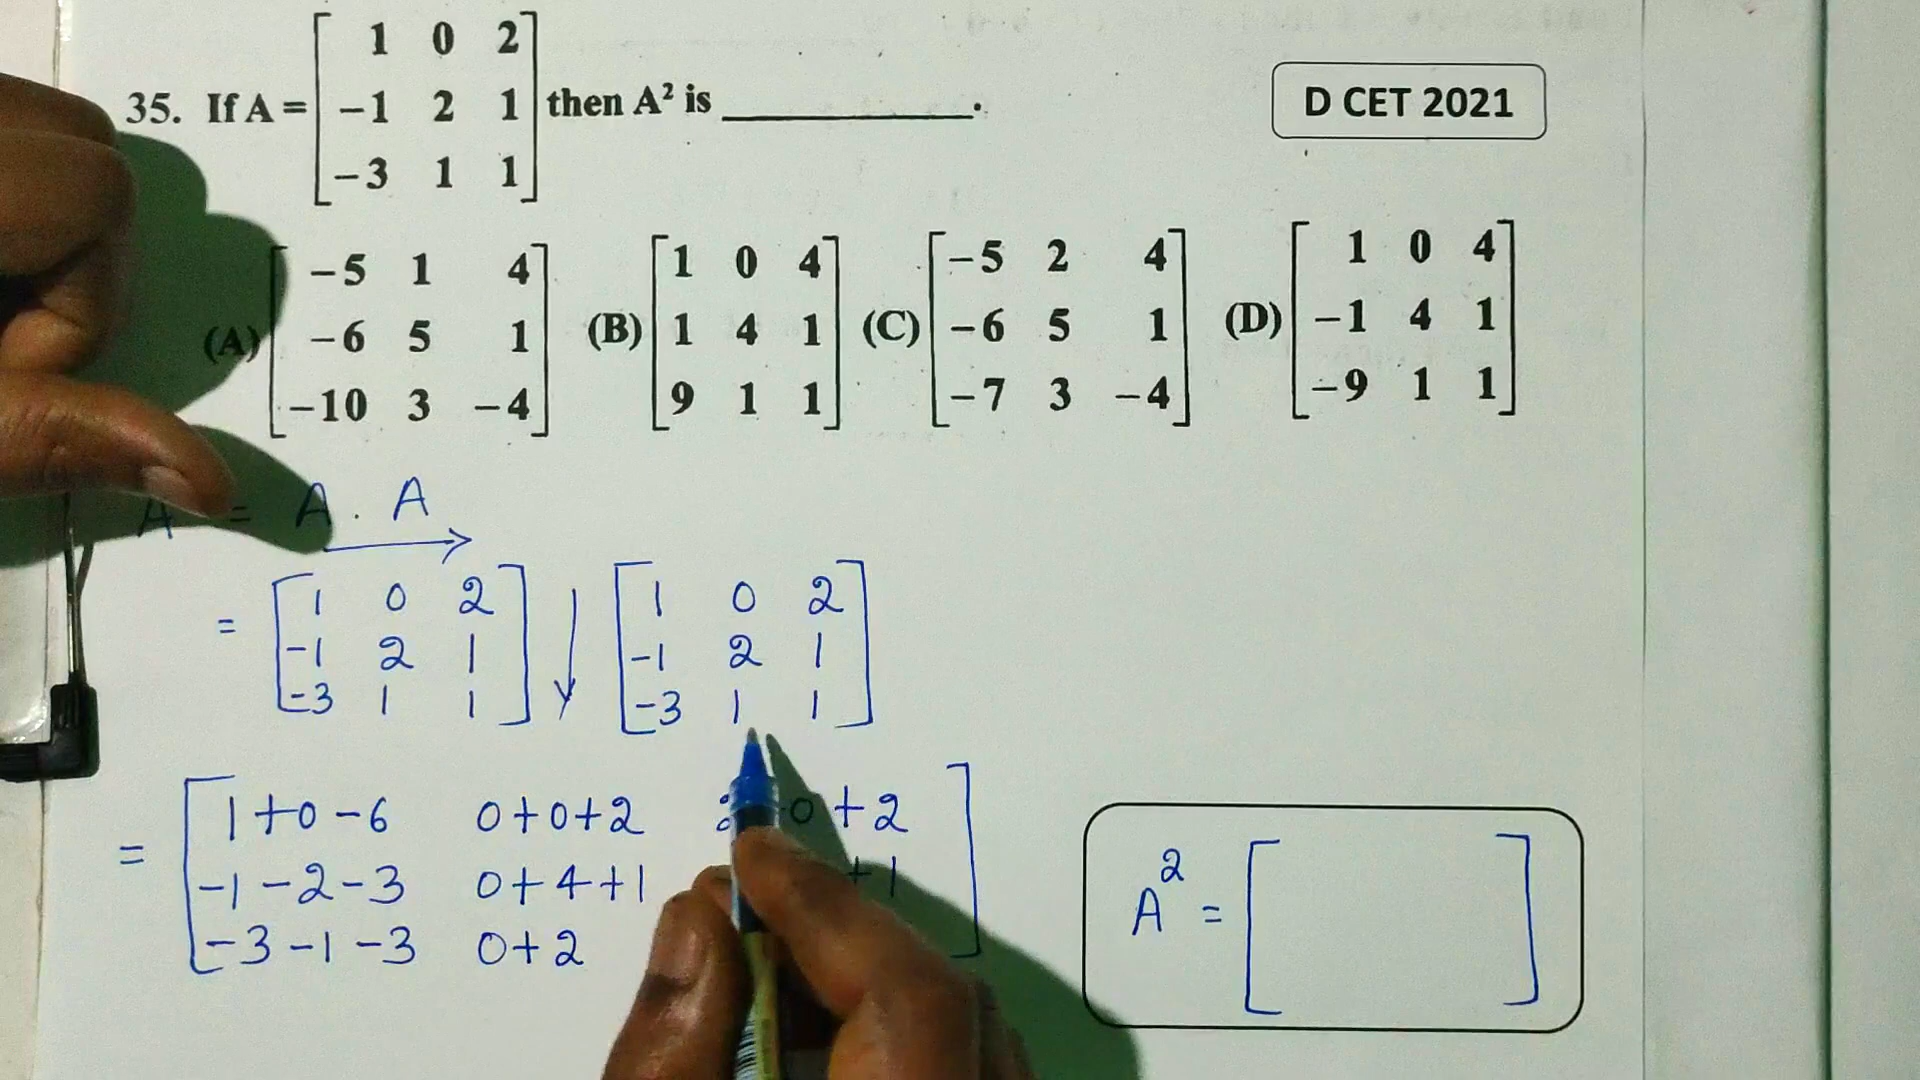 35. If A = [ 1 0 2
-1 2 1
-3 1 1 ] then A² is ____________.
D CET 2021
(A) [ -5 1 4
-6 5 1
-10 3 -4 ]
(B) [ 1 0 4
1 4 1
9 1 1 ]
(C) [ -5 2 4
-6 5 1
-7 3 -4 ]
(D) [ 1 0 4
-1 4 1
-9 1 1 ]
A = A . A
= [ 1 0 2
-1 2 1
-3 1 1 ] [ 1 0 2
-1 2 1
-3 1 1 ]
= [ 1+0-6 0+0+2 0+2
-1-2-3 0+4+1 +1
-3-1-3 0+2 ]
A² = [ ]